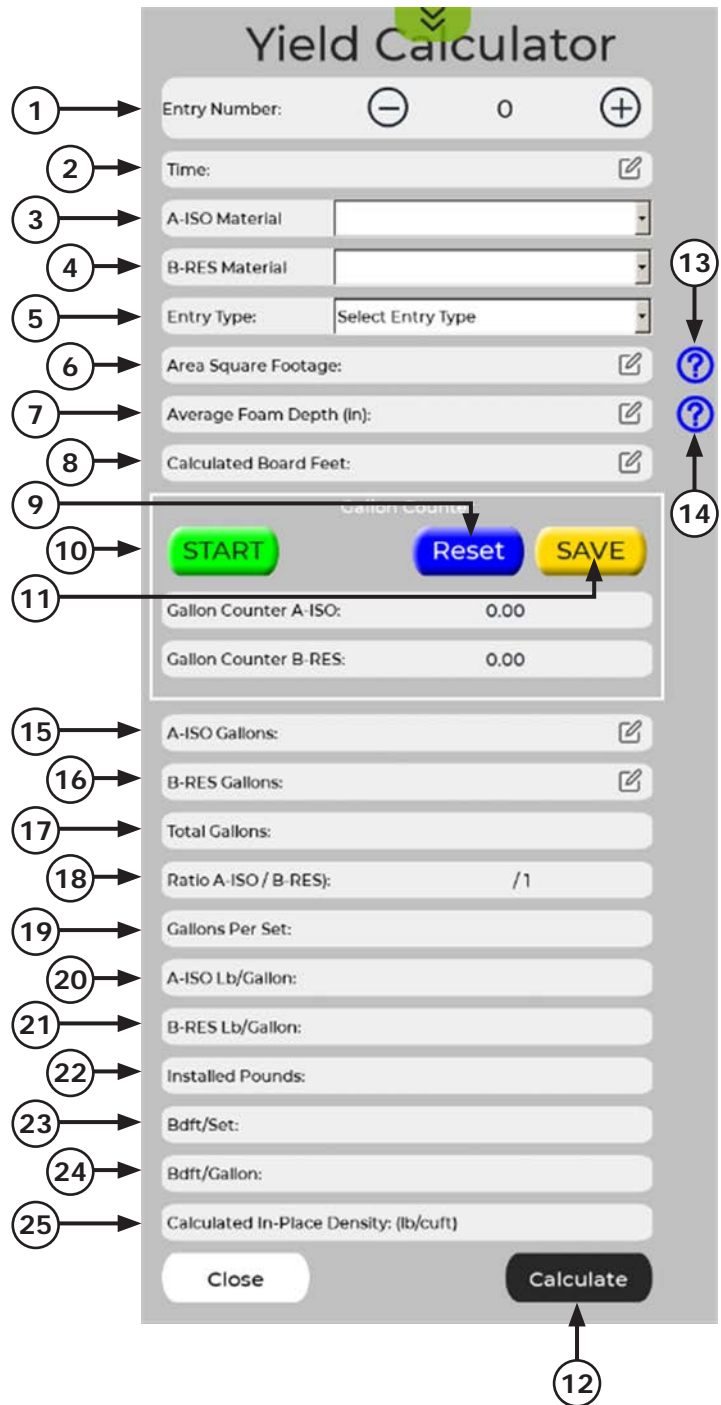 Yield Calculator
1 Entry Number: 0
2 Time:
3 A-ISO Material
4 B-RES Material 13
5 Entry Type: Select Entry Type
6 Area Square Footage: ?
7 Average Foam Depth (in): ?
8 Calculated Board Feet:
9 Gallon Counter 14
10 START Reset SAVE
11 Gallon Counter A-ISO: 0.00
Gallon Counter B-RES: 0.00
15 A-ISO Gallons:
16 B-RES Gallons:
17 Total Gallons:
18 Ratio A-ISO / B-RES): /1
19 Gallons Per Set:
20 A-ISO Lb/Gallon:
21 B-RES Lb/Gallon:
22 Installed Pounds:
23 Bdft/Set:
24 Bdft/Gallon:
25 Calculated In-Place Density: (lb/cuft)
Close Calculate
12